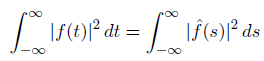 ∫_{-∞}^{∞} |f(t)|² dt = ∫_{-∞}^{∞} |f̂(s)|² ds